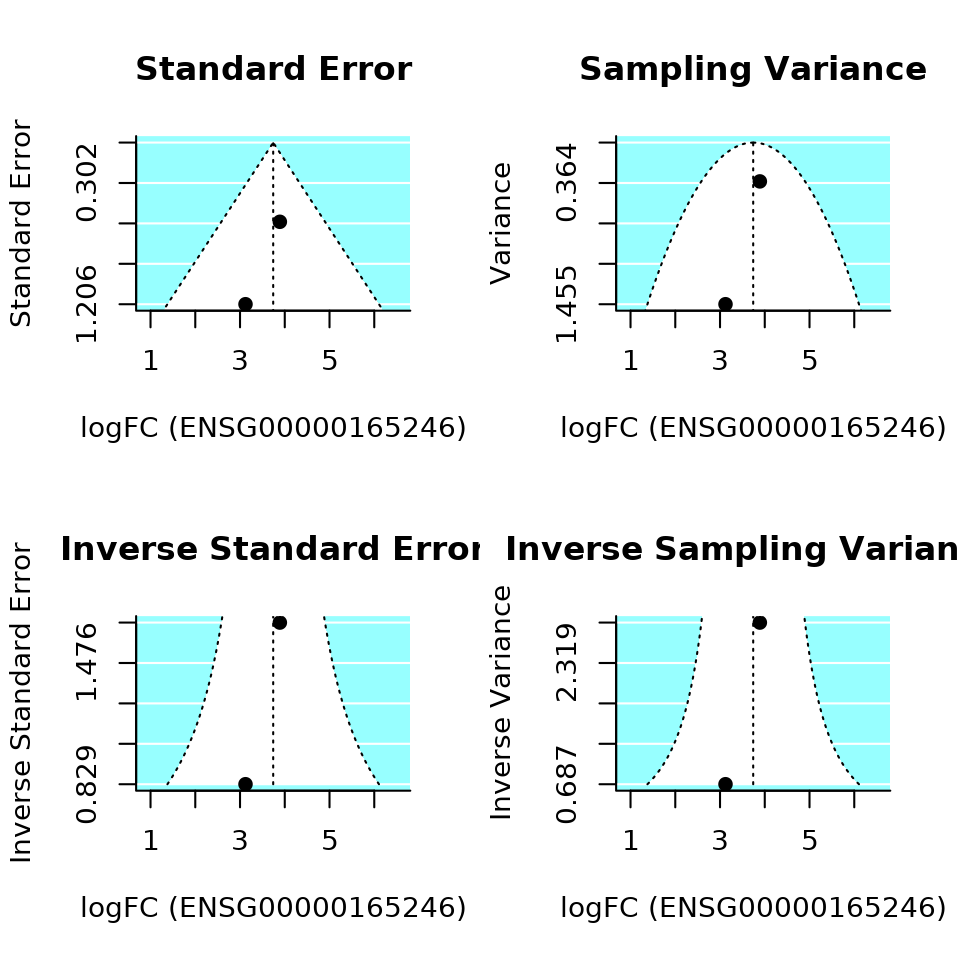 Standard Error
Standard Error
0.302
1.206
1 3 5
logFC (ENSG00000165246)
Sampling Variance
Variance
0.364
1.455
1 3 5
logFC (ENSG00000165246)
Inverse Standard Error
Inverse Standard Error
1.476
0.829
1 3 5
logFC (ENSG00000165246)
Inverse Sampling Varian
Inverse Variance
2.319
0.687
1 3 5
logFC (ENSG00000165246)